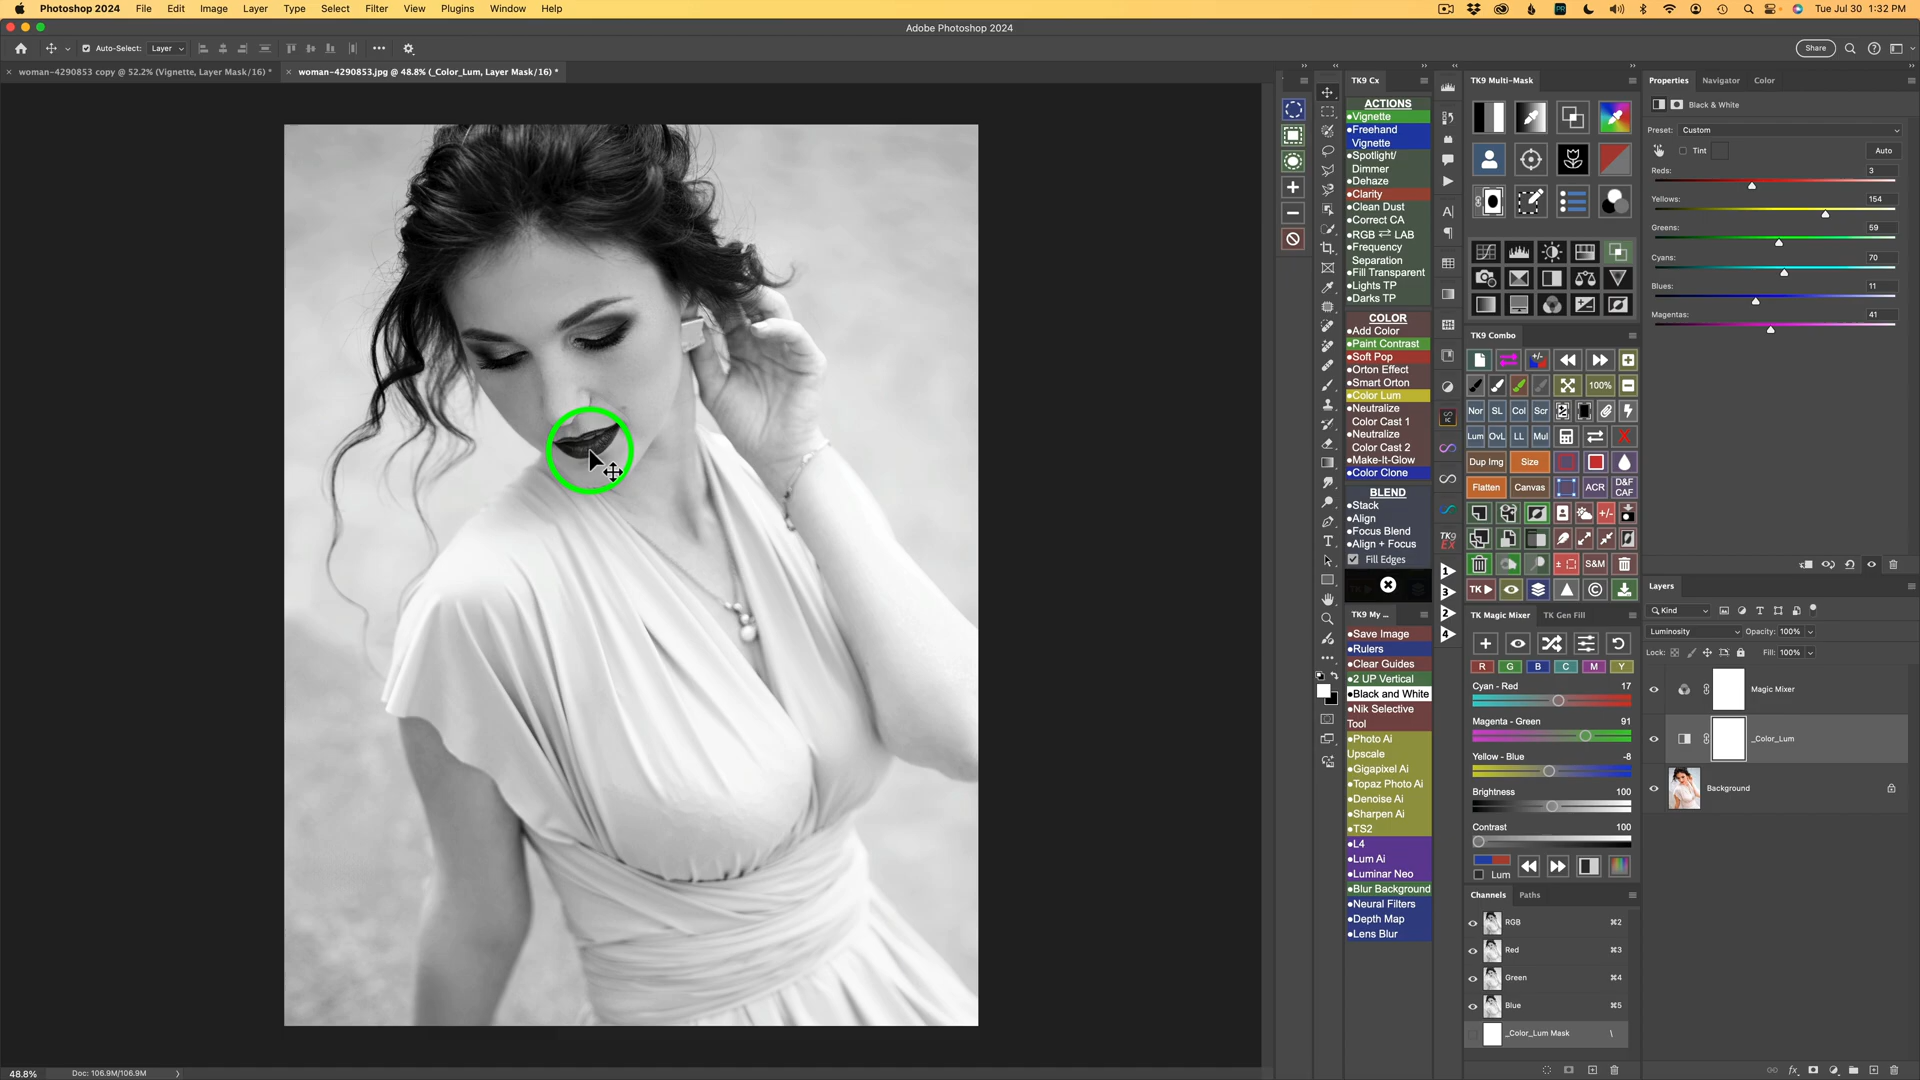 Photoshop 2024 File Edit Image Layer Type Select Filter View Plugins Window Help
Tue Jul 30 1:32 PM
Adobe Photoshop 2024
Auto-Select: Layer
Share
woman-4290853 copy @ 52.2% (Vignette, Layer Mask/16) *
woman-4290853.jpg @ 48.8% (_Color_Lum, Layer Mask/16) *
TK9 Cx
ACTIONS
Vignette
Freehand
Vignette
Spotlight/
Dimmer
Dehaze
Clarity
Clean Dust
Correct CA
RGB ⇄ LAB
Frequency
Separation
Fill Transparent
Lights TP
Darks TP
COLOR
Add Color
Paint Contrast
Soft Pop
Orton Effect
Smart Orton
Color Lum
Neutralize
Color Cast 1
Neutralize
Color Cast 2
Make-It-Glow
Color Clone
BLEND
Stack
Align
Focus Blend
Align + Focus
Fill Edges
TK9 My ...
Save Image
Rulers
Clear Guides
2 UP Vertical
Black and White
Nik Selective
Tool
Photo Ai
Upscale
Gigapixel Ai
Topaz Photo Ai
Denoise Ai
Sharpen Ai
TS2
L4
Lum Ai
Luminar Neo
Blur Background
Neural Filters
Depth Map
Lens Blur
TK9
EX
1
3
2
4
TK9 Multi-Mask
TK9 Combo
100%
Nor SL Col Scr
Lum OvL LL Mul
Dup Img Size
Flatten Canvas ACR D&F
CAF
+/-
S&M
TK
TK Magic Mixer TK Gen Fill
R G B C M Y
Cyan - Red 17
Magenta - Green 91
Yellow - Blue -8
Brightness 100
Contrast 100
Lum
Channels Paths
RGB ⌘2
Red ⌘3
Green ⌘4
Blue ⌘5
_Color_Lum Mask \
Properties Navigator Color
Black & White
Preset: Custom
Tint Auto
Reds: 3
Yellows: 154
Greens: 59
Cyans: 70
Blues: 11
Magentas: 41
Layers
Kind
Luminosity Opacity: 100%
Lock: Fill: 100%
Magic Mixer
_Color_Lum
Background
48.8% Doc: 106.9M/106.9M